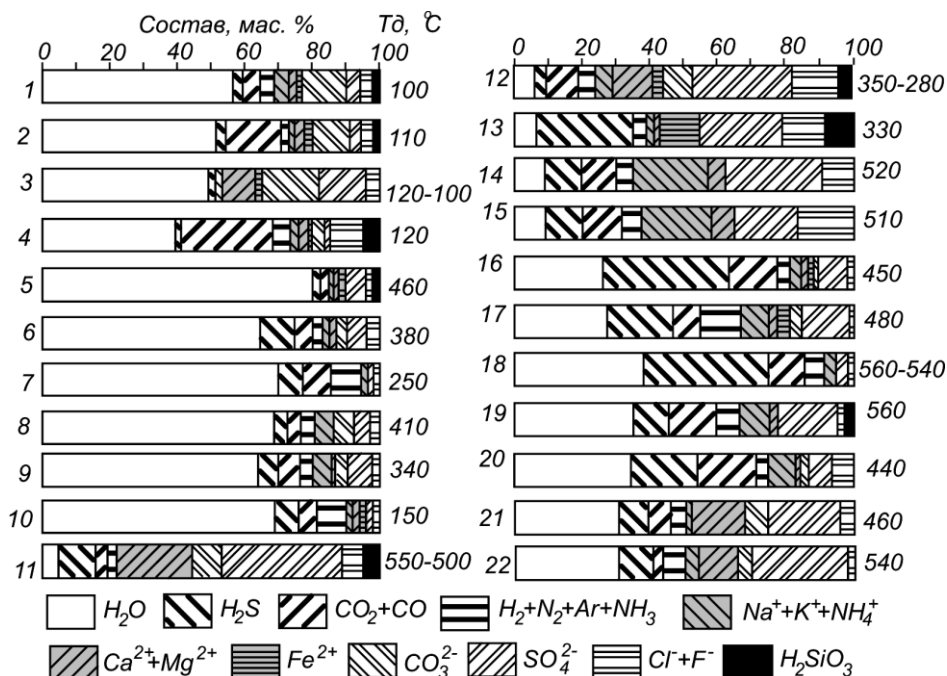 Состав, мас. % Tд, °C
0 20 40 60 80 100 0 20 40 60 80 100
1 100 12 350-280
2 110 13 330
3 120-100 14 520
4 120 15 510
5 460 16 450
6 380 17 480
7 250 18 560-540
8 410 19 560
9 340 20 440
10 150 21 460
11 550-500 22 540
H₂O H₂S CO₂+CO H₂+N₂+Ar+NH₃ Na⁺+K⁺+NH₄⁺
Ca²⁺+Mg²⁺ Fe²⁺ CO₃²⁻ SO₄²⁻ Cl⁻+F⁻ H₂SiO₃